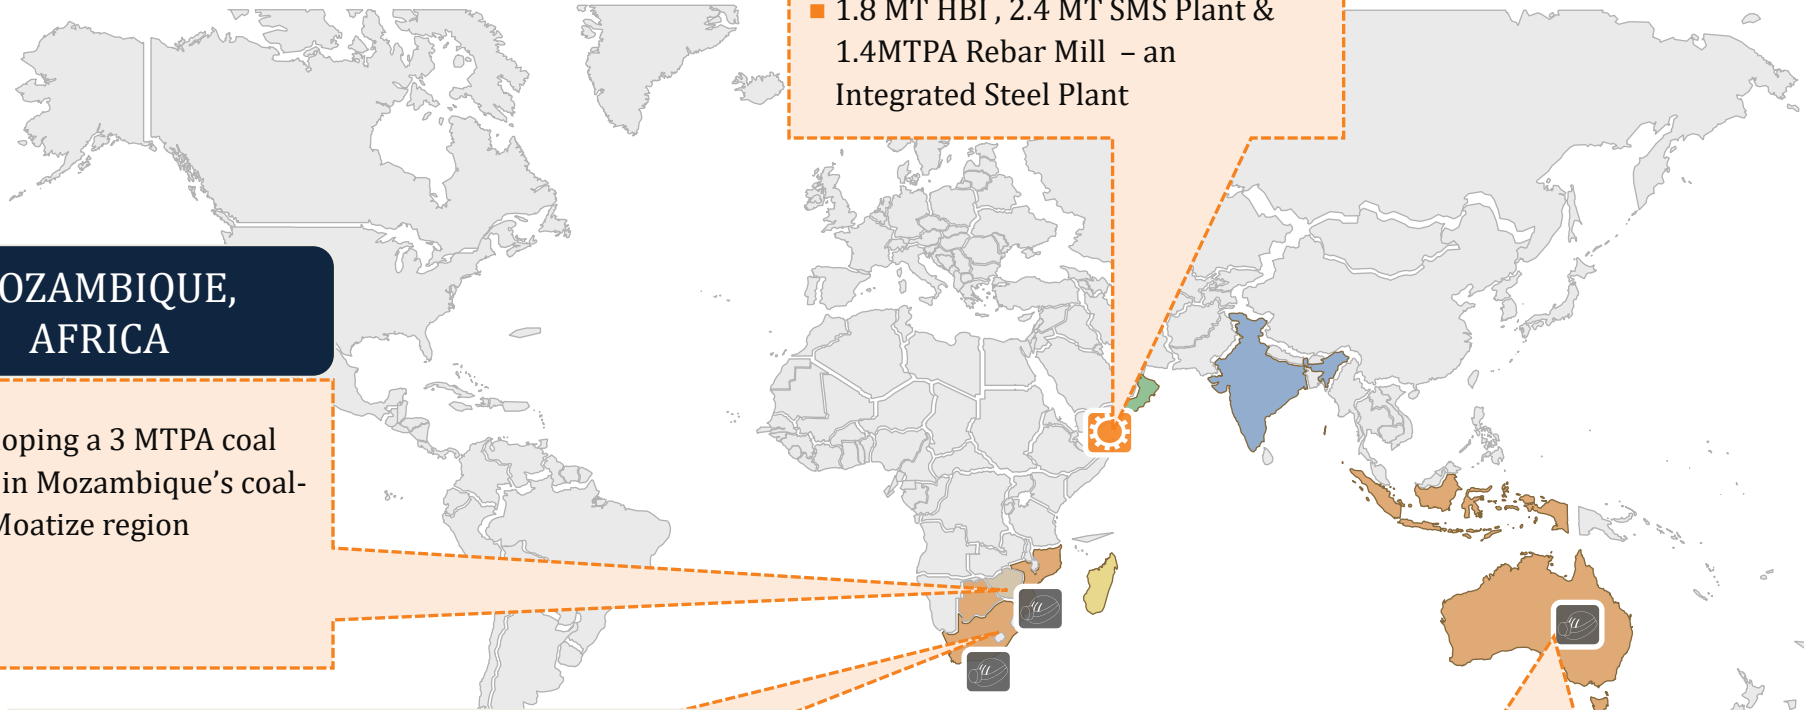 1.8 MT HBI , 2.4 MT SMS Plant &
1.4MTPA Rebar Mill – an
Integrated Steel Plant
OZAMBIQUE,
AFRICA
oping a 3 MTPA coal
in Mozambique's coal-
Moatize region